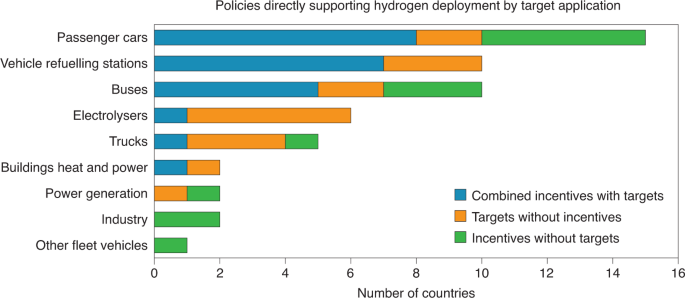 Policies directly supporting hydrogen deployment by target application
Passenger cars
Vehicle refuelling stations
Buses
Electrolysers
Trucks
Buildings heat and power
Power generation
Industry
Other fleet vehicles
Combined incentives with targets
Targets without incentives
Incentives without targets
0 2 4 6 8 10 12 14 16
Number of countries